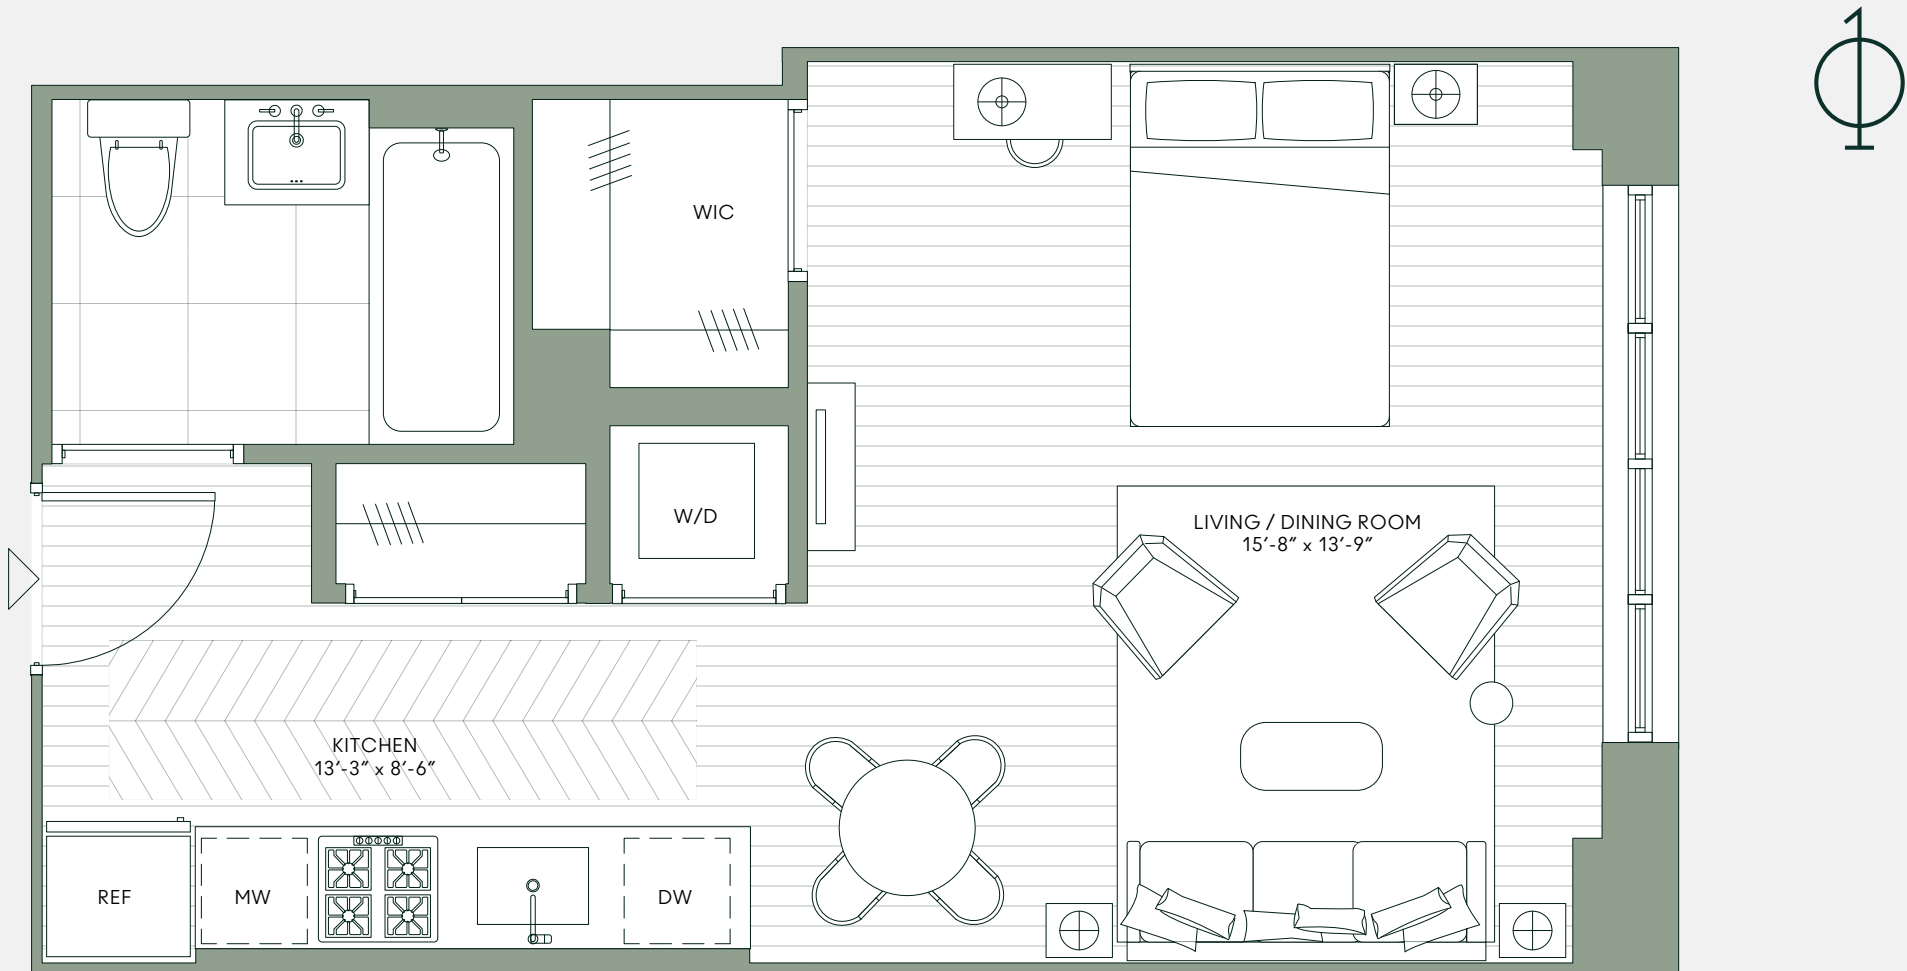 WIC
W/D
LIVING / DINING ROOM
15′-8″ x 13′-9″
KITCHEN
13′-3″ x 8′-6″
REF
MW
DW